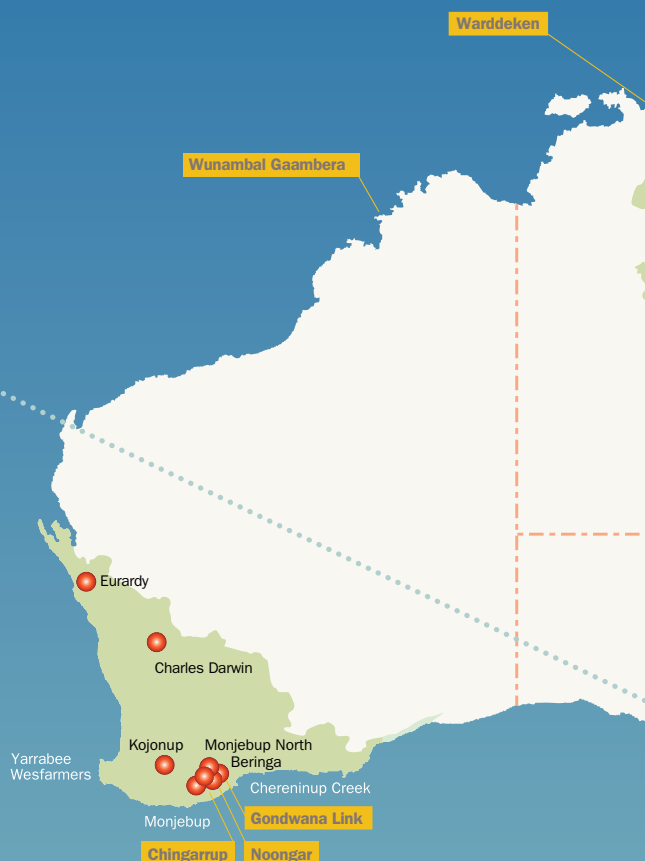 Warddeken
Wunambal Gaambera
Eurardy
Charles Darwin
Kojonup
Monjebup North
Beringa
Yarrabee
Wesfarmers
Chereninup Creek
Gondwana Link
Monjebup
Chingarrup
Noongar